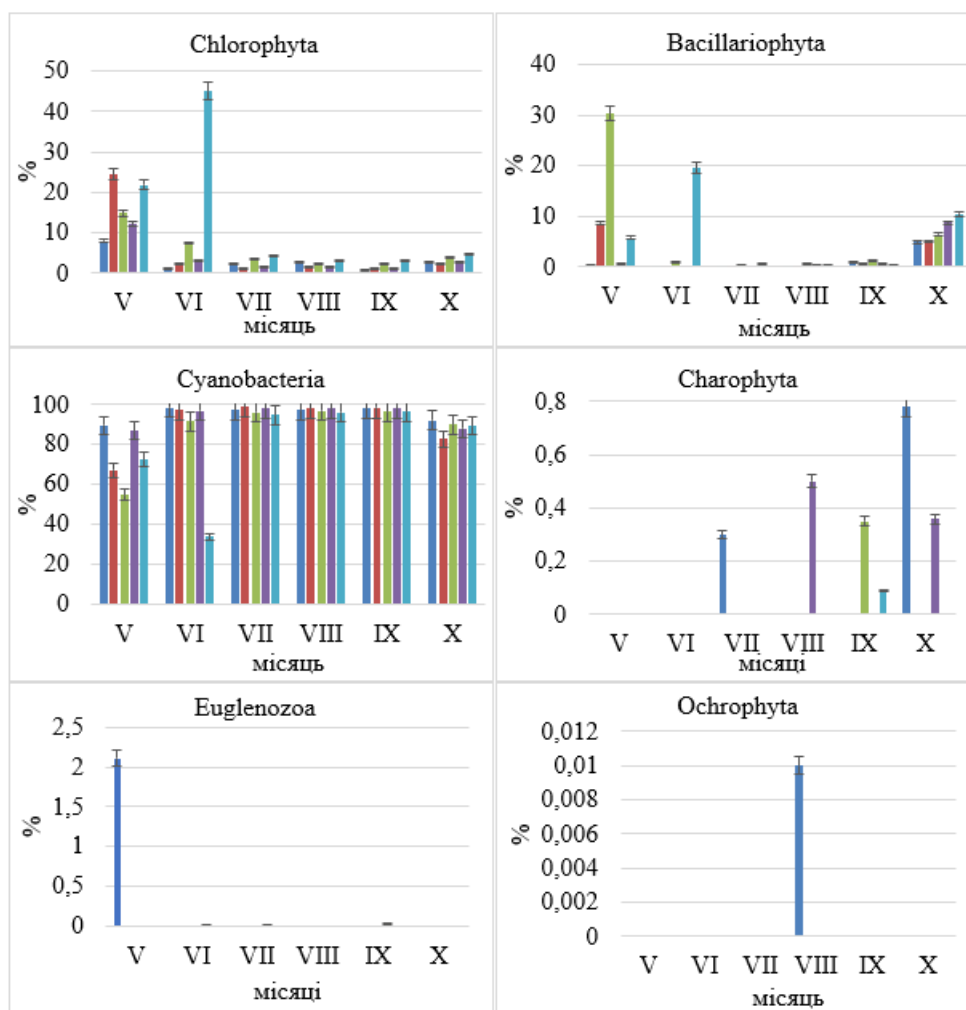 Chlorophyta
50
40
30
20
10
0
%
V VI VII VIII IX X
місяць
Bacillariophyta
40
30
20
10
0
%
V VI VII VIII IX X
місяць
Cyanobacteria
100
80
60
40
20
0
%
V VI VII VIII IX X
місяць
Charophyta
0,8
0,6
0,4
0,2
0
%
V VI VII VIII IX X
місяці
Euglenozoa
2,5
2
1,5
1
0,5
0
%
V VI VII VIII IX X
місяці
Ochrophyta
0,012
0,01
0,008
0,006
0,004
0,002
0
%
V VI VII VIII IX X
місяць